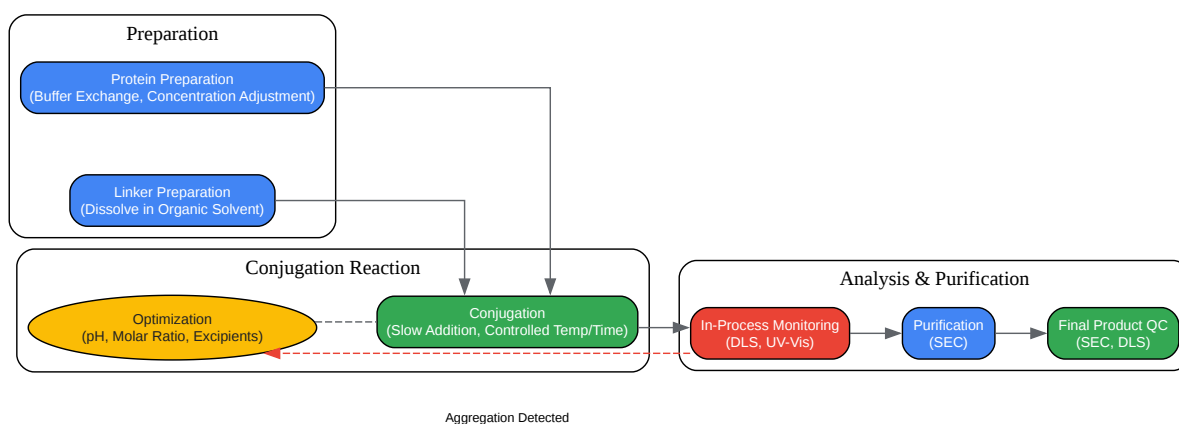 Preparation
Protein Preparation
(Buffer Exchange, Concentration Adjustment)
Linker Preparation
(Dissolve in Organic Solvent)
Conjugation Reaction
Optimization
(pH, Molar Ratio, Excipients)
Conjugation
(Slow Addition, Controlled Temp/Time)
Analysis & Purification
In-Process Monitoring
(DLS, UV-Vis)
Purification
(SEC)
Final Product QC
(SEC, DLS)
Aggregation Detected